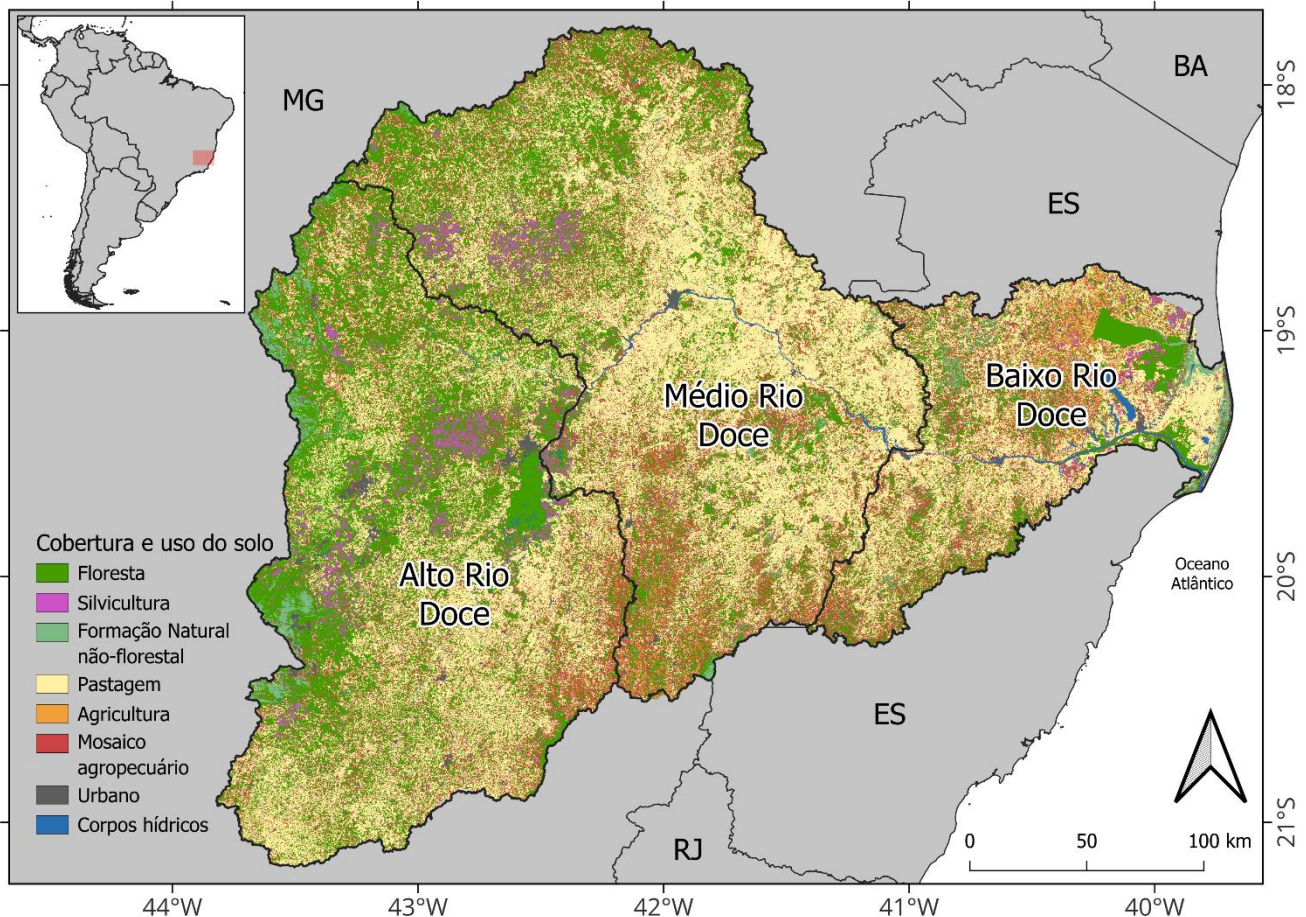 MG
BA
ES
18°S
19°S
20°S
21°S
Médio Rio
Doce
Baixo Rio
Doce
Alto Rio
Doce
Oceano
Atlântico
ES
RJ
Cobertura e uso do solo
Floresta
Silvicultura
Formação Natural
não-florestal
Pastagem
Agricultura
Mosaico
agropecuário
Urbano
Corpos hídricos
0 50 100 km
44°W 43°W 42°W 41°W 40°W